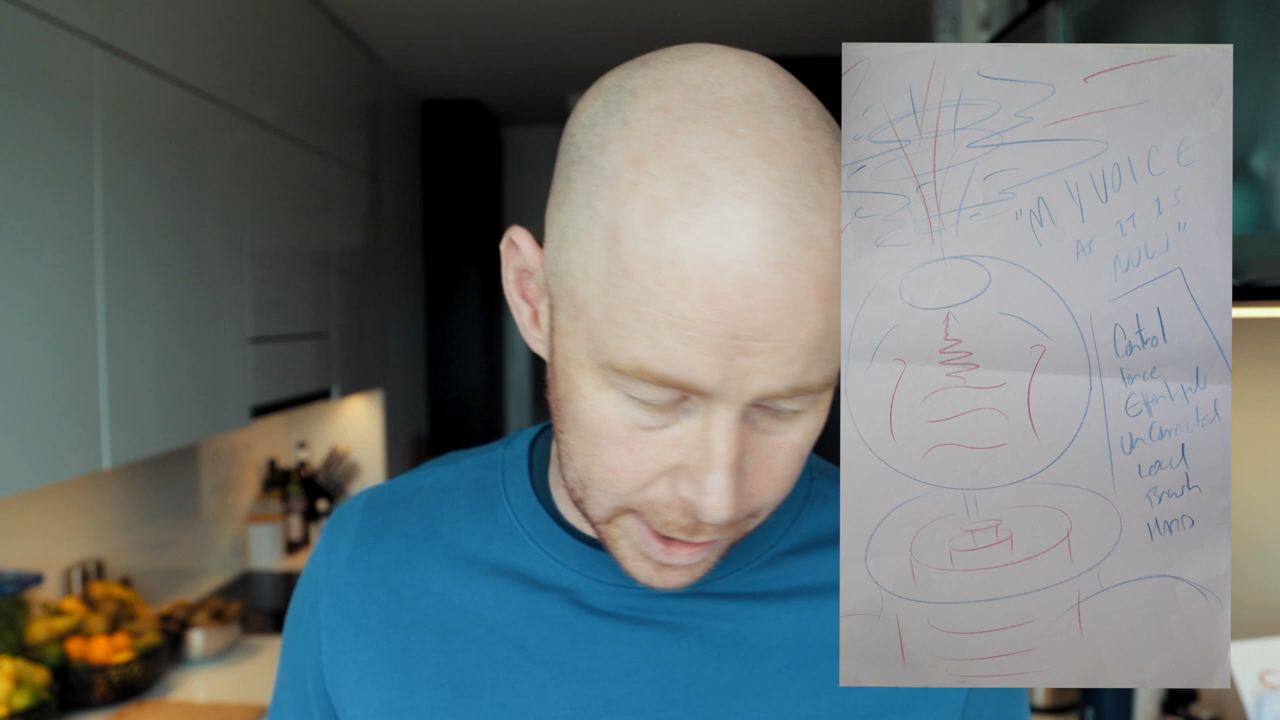 "MY VOICE
AS IT IS
NOW"
Control
Force
Effortful
UnConnected
Loud
Brash
HARD